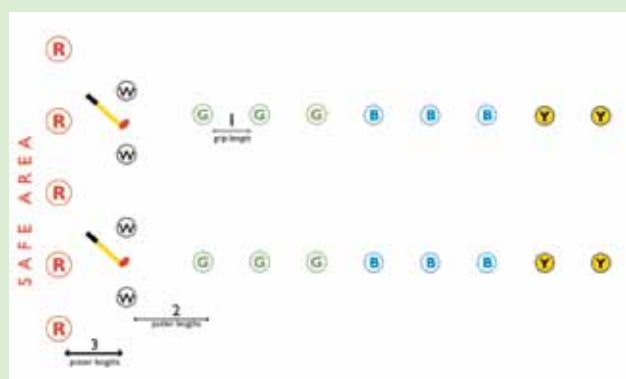 SAFE AREA
R
R
R
R
R
W
W
W
W
G G G B B B Y Y
1
grip length
G G G B B B Y Y
2
putter lengths
3
putter lengths